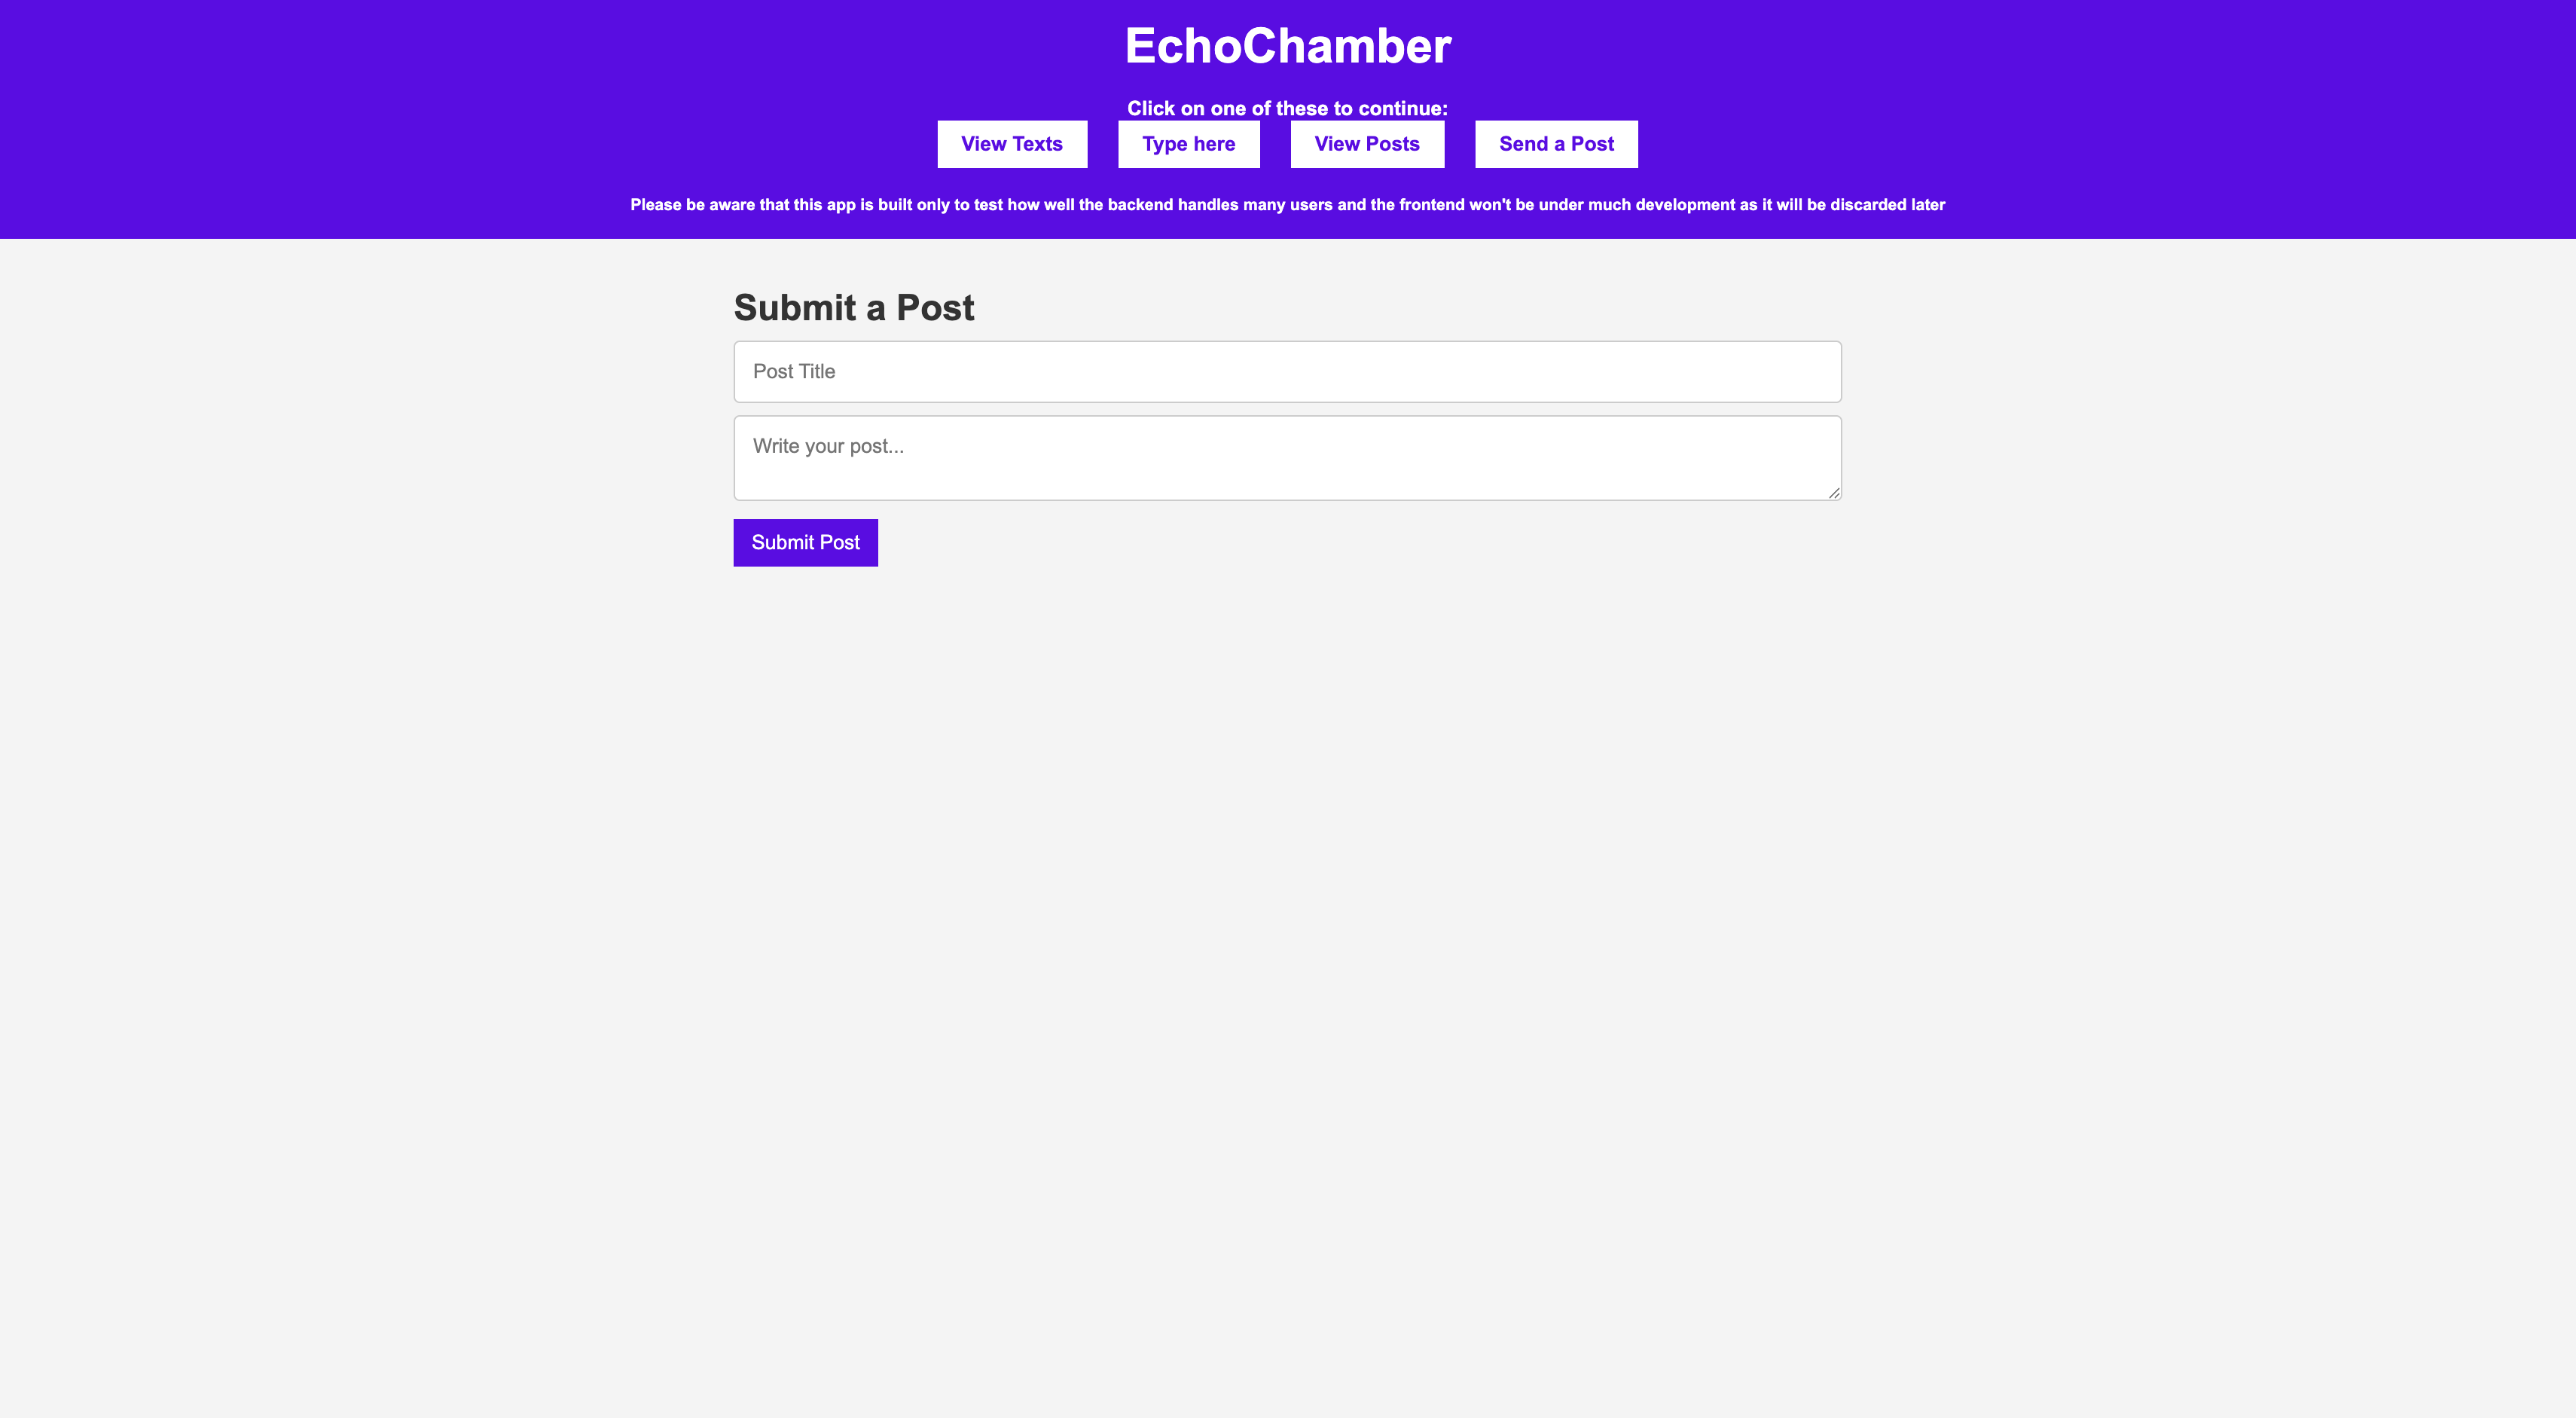 EchoChamber
Click on one of these to continue:
View Texts Type here View Posts Send a Post
Please be aware that this app is built only to test how well the backend handles many users and the frontend won't be under much development as it will be discarded later
Submit a Post
Post Title
Write your post...
Submit Post